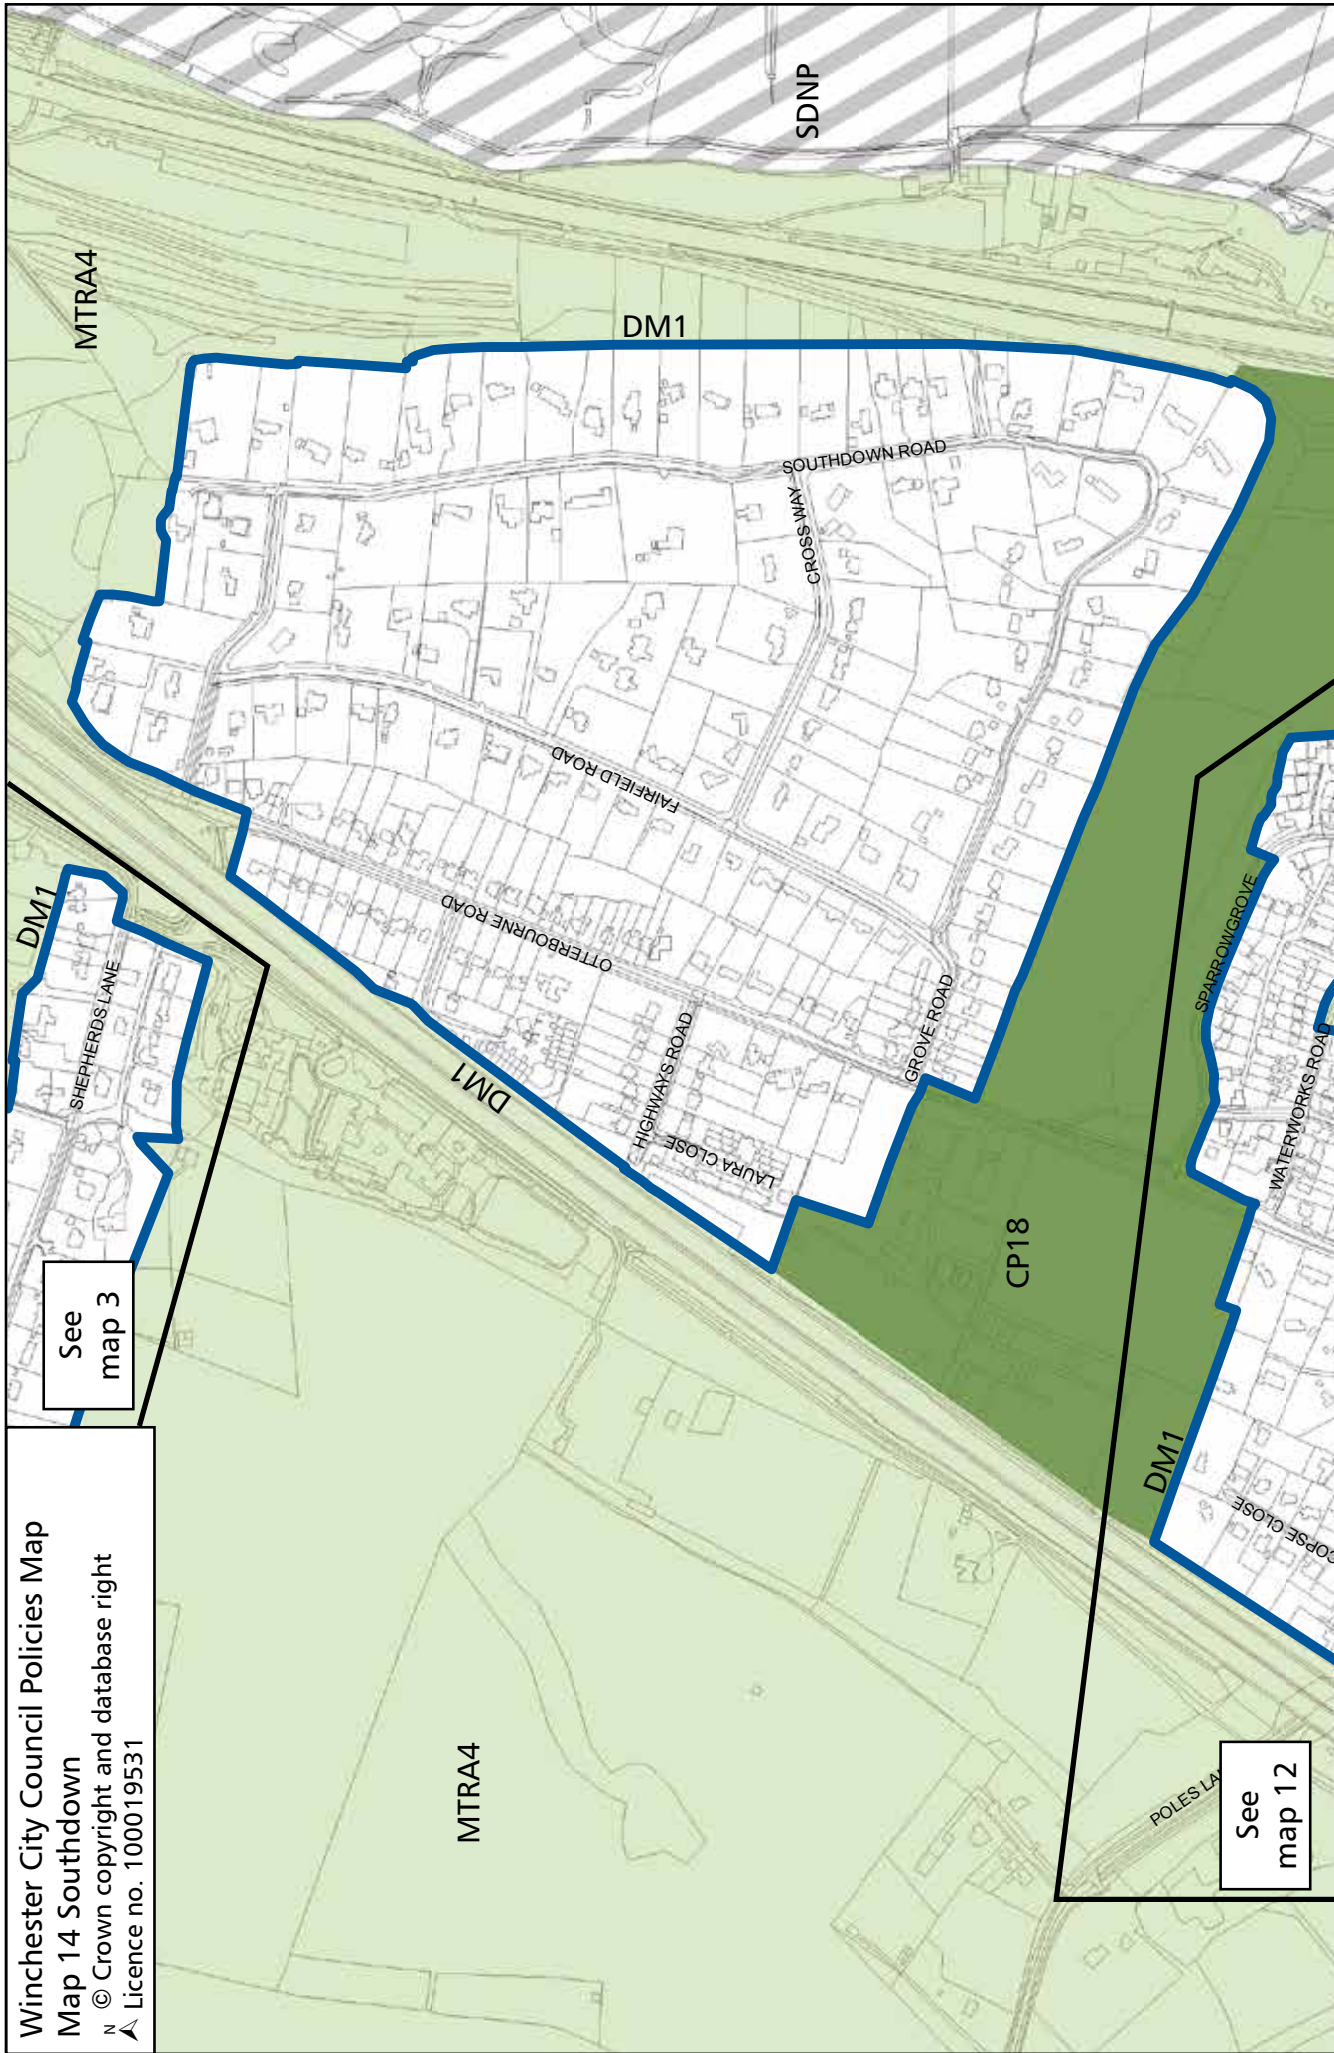 Winchester City Council Policies Map
Map 14 Southdown
N © Crown copyright and database right
Licence no. 100019531
See
map 3
DM1
SHEPHERDS LANE
MTRA4
SDNP
DM1
SOUTHDOWN ROAD
CROSS WAY
FAIRFIELD ROAD
OTTERBOURNE ROAD
DM1
HIGHWAYS ROAD
LAURA CLOSE
GROVE ROAD
CP18
MTRA4
SPARROWGROVE
WATERWORKS ROAD
DM1
COPSE CLOSE
POLES LA
See
map 12